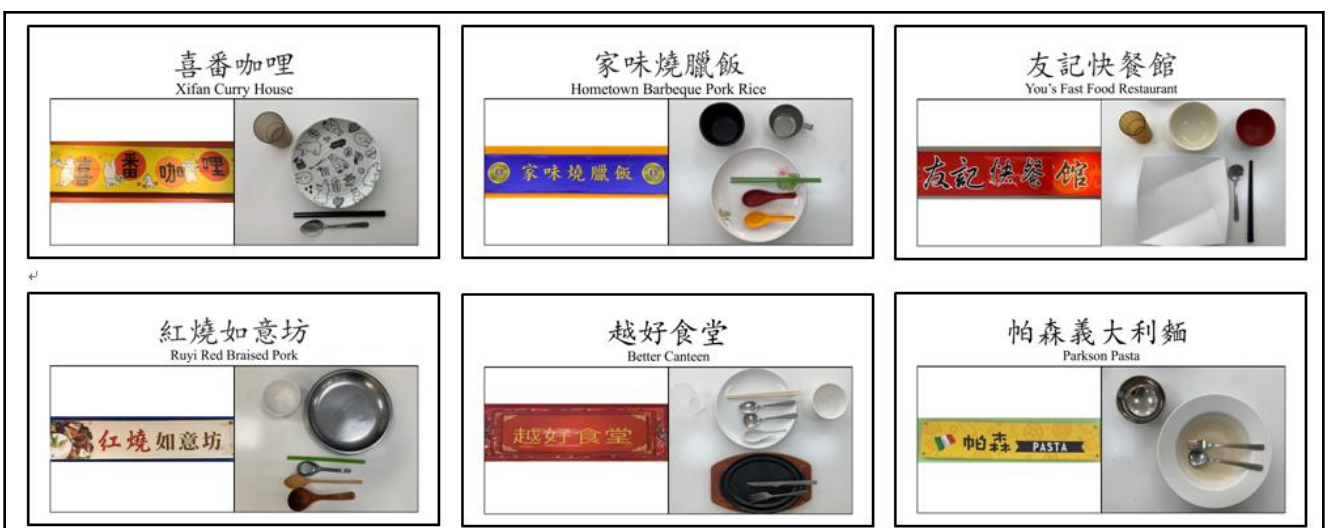 喜番咖哩
Xifan Curry House
喜番咖哩
家味燒臘飯
Hometown Barbeque Pork Rice
家味燒臘飯
友記快餐館
You's Fast Food Restaurant
友記快餐館
紅燒如意坊
Ruyi Red Braised Pork
红燒如意坊
越好食堂
Better Canteen
越好食堂
帕森義大利麵
Parkson Pasta
帕森 PASTA